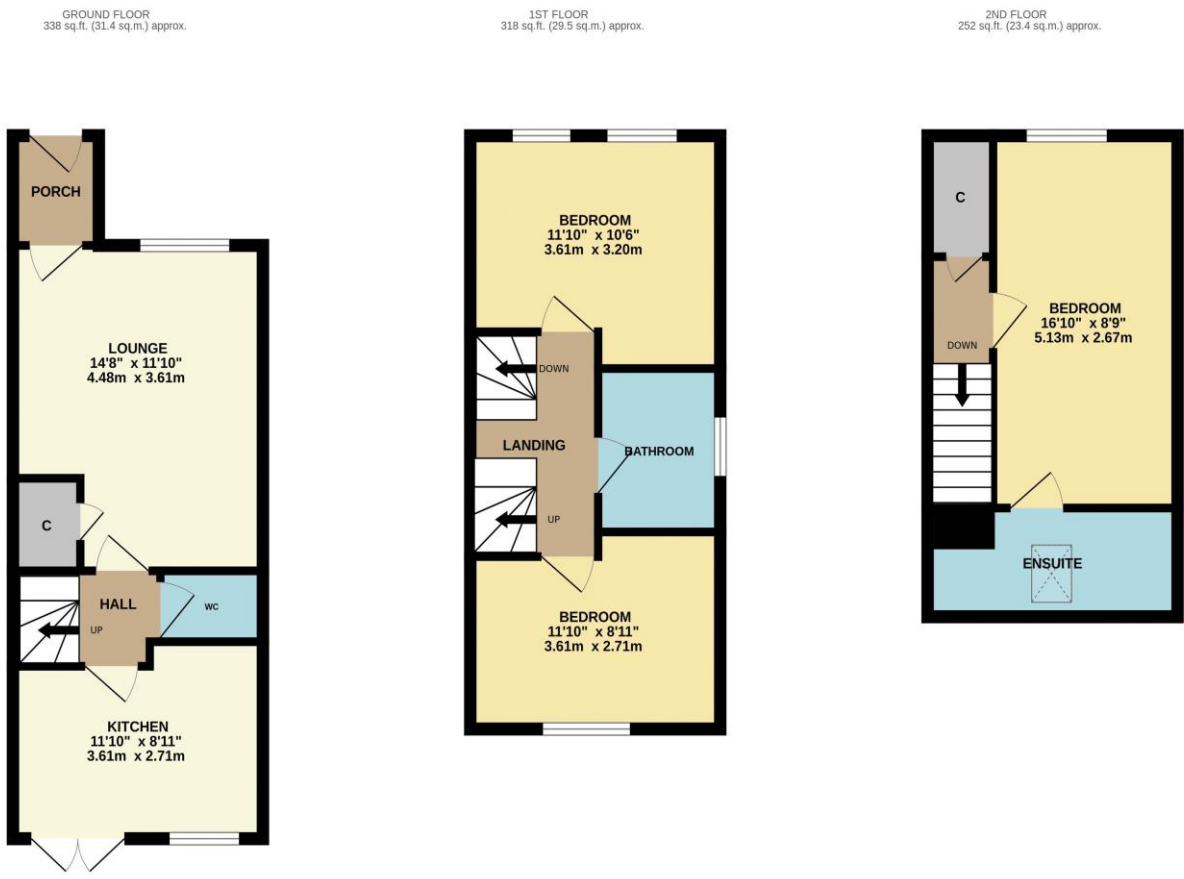 GROUND FLOOR
338 sq.ft. (31.4 sq.m.) approx.
PORCH
LOUNGE
14'8" x 11'10"
4.48m x 3.61m
C
HALL
UP
WC
KITCHEN
11'10" x 8'11"
3.61m x 2.71m
1ST FLOOR
318 sq.ft. (29.5 sq.m.) approx.
BEDROOM
11'10" x 10'6"
3.61m x 3.20m
DOWN
LANDING
BATHROOM
UP
BEDROOM
11'10" x 8'11"
3.61m x 2.71m
2ND FLOOR
252 sq.ft. (23.4 sq.m.) approx.
C
BEDROOM
16'10" x 8'9"
5.13m x 2.67m
DOWN
ENSUITE